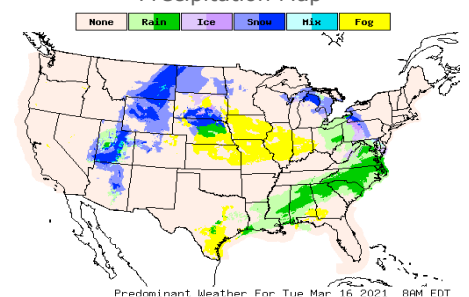 Precipitation Map
None Rain Ice Snow Mix Fog
Predominant Weather For Tue Mar 16 2021 8AM EDT